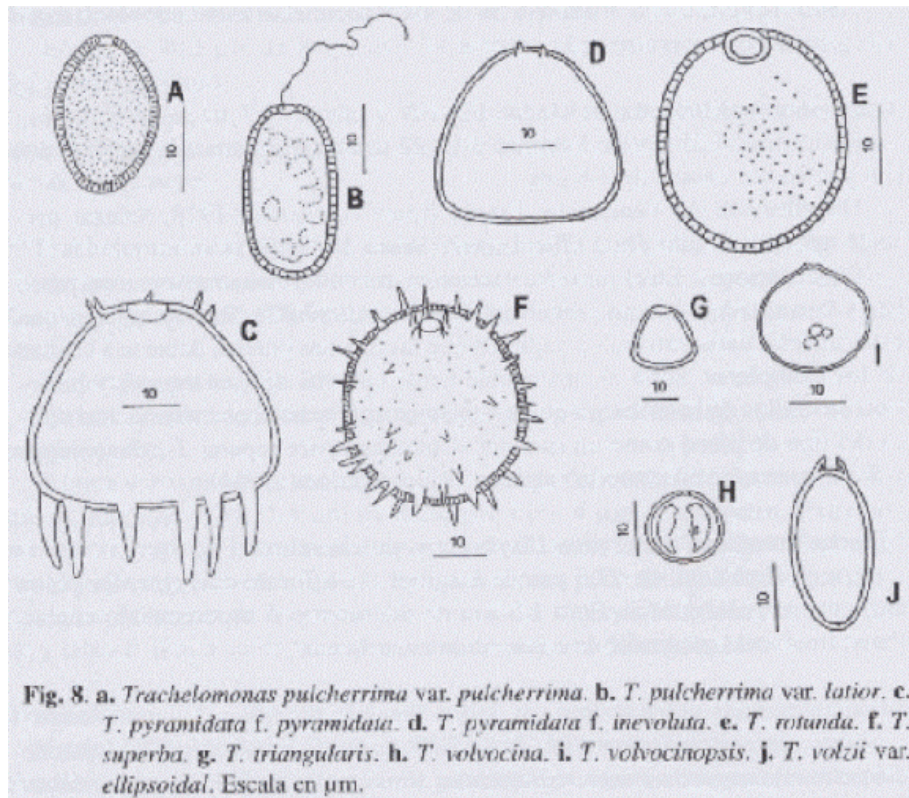 A
B
10
10
D
10
E
10
C
10
F
10
G
10
I
10
H
10
J
10
Fig. 8. a. Trachelomonas pulcherrima var. pulcherrima. b. T. pulcherrima var. latior. c.
T. pyramidata f. pyramidata. d. T. pyramidata f. inevoluta. e. T. rotunda. f. T.
superba. g. T. triangularis. h. T. volvocina. i. T. volvocinopsis. j. T. volzii var.
ellipsoidal. Escala en µm.